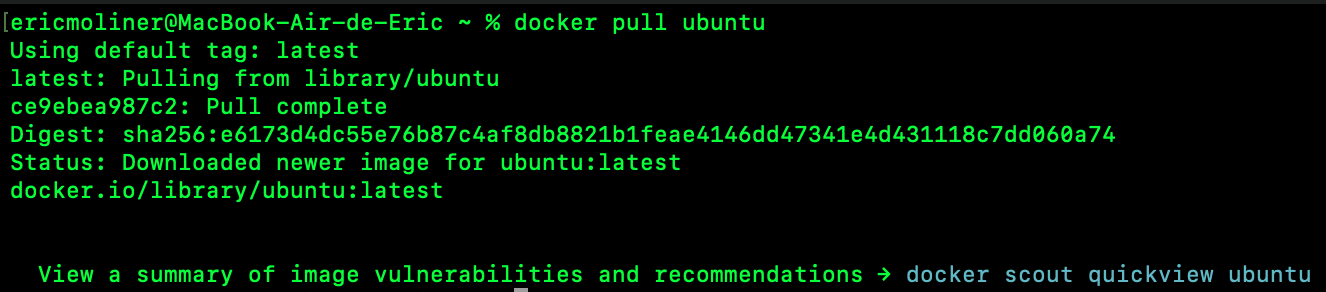 [ericmoliner@MacBook-Air-de-Eric ~ % docker pull ubuntu
Using default tag: latest
latest: Pulling from library/ubuntu
ce9ebea987c2: Pull complete
Digest: sha256:e6173d4dc55e76b87c4af8db8821b1feae4146dd47341e4d431118c7dd060a74
Status: Downloaded newer image for ubuntu:latest
docker.io/library/ubuntu:latest
View a summary of image vulnerabilities and recommendations → docker scout quickview ubuntu